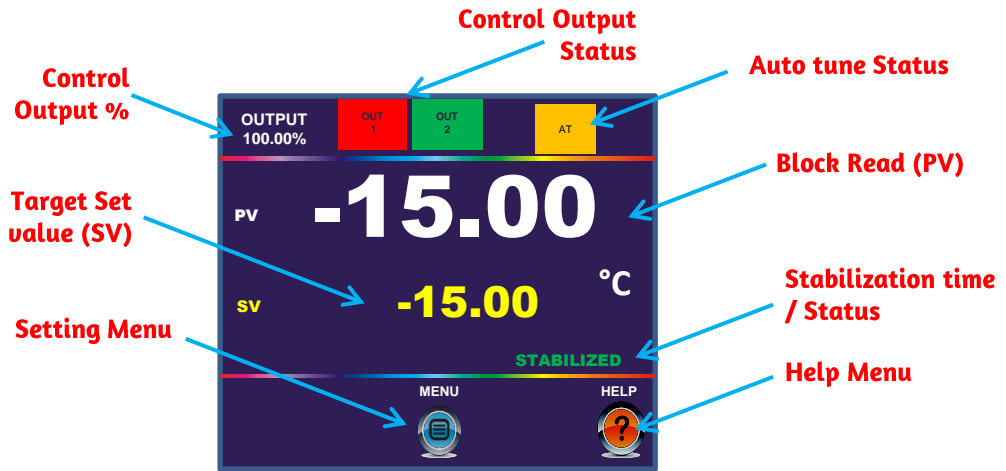 Control Output
Status
Control
Output %
Auto tune Status
OUTPUT
100.00%
OUT
1
OUT
2
AT
Block Read (PV)
Target Set
value (SV)
PV
-15.00
°C
SV
-15.00
Stabilization time
/ Status
Setting Menu
STABILIZED
Help Menu
MENU
HELP
?